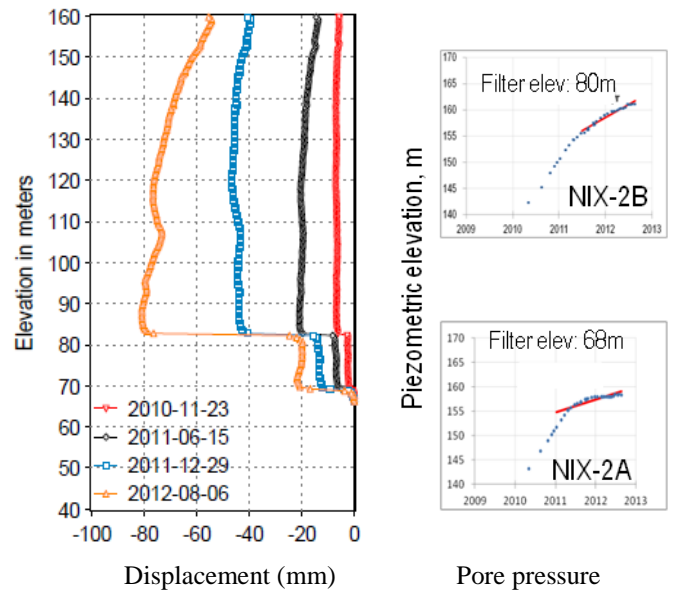 160
150
140
130
120
110
100
90
80
70
60
50
40
Elevation in meters
2010-11-23
2011-06-15
2011-12-29
2012-08-06
-100 -80 -60 -40 -20 0
Displacement (mm)
Piezometric elevation, m
170
165
160
155
150
145
140
Filter elev: 80m
NIX-2B
2009 2010 2011 2012 2013
170
165
160
155
150
145
140
Filter elev: 68m
NIX-2A
2009 2010 2011 2012 2013
Pore pressure